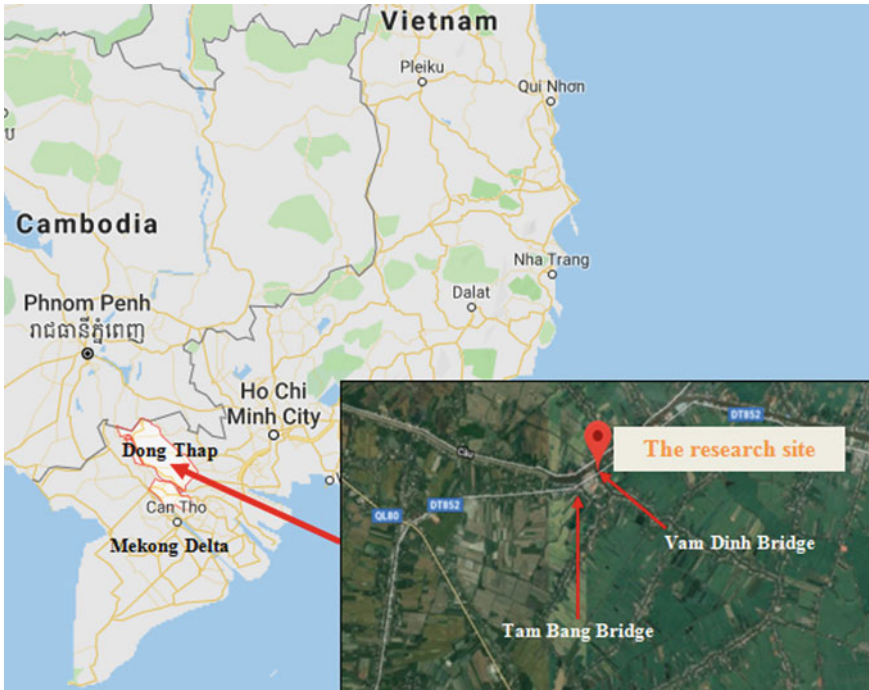 Vietnam
Pleiku
Qui Nhơn
Cambodia
Nha Trang
Dalat
Phnom Penh
រាជធានីភ្នំពេញ
Ho Chi
Minh City
Dong Thap
Can Tho
Mekong Delta
DT852
Cầu
The research site
DT852
QL80
Vam Dinh Bridge
Tam Bang Bridge